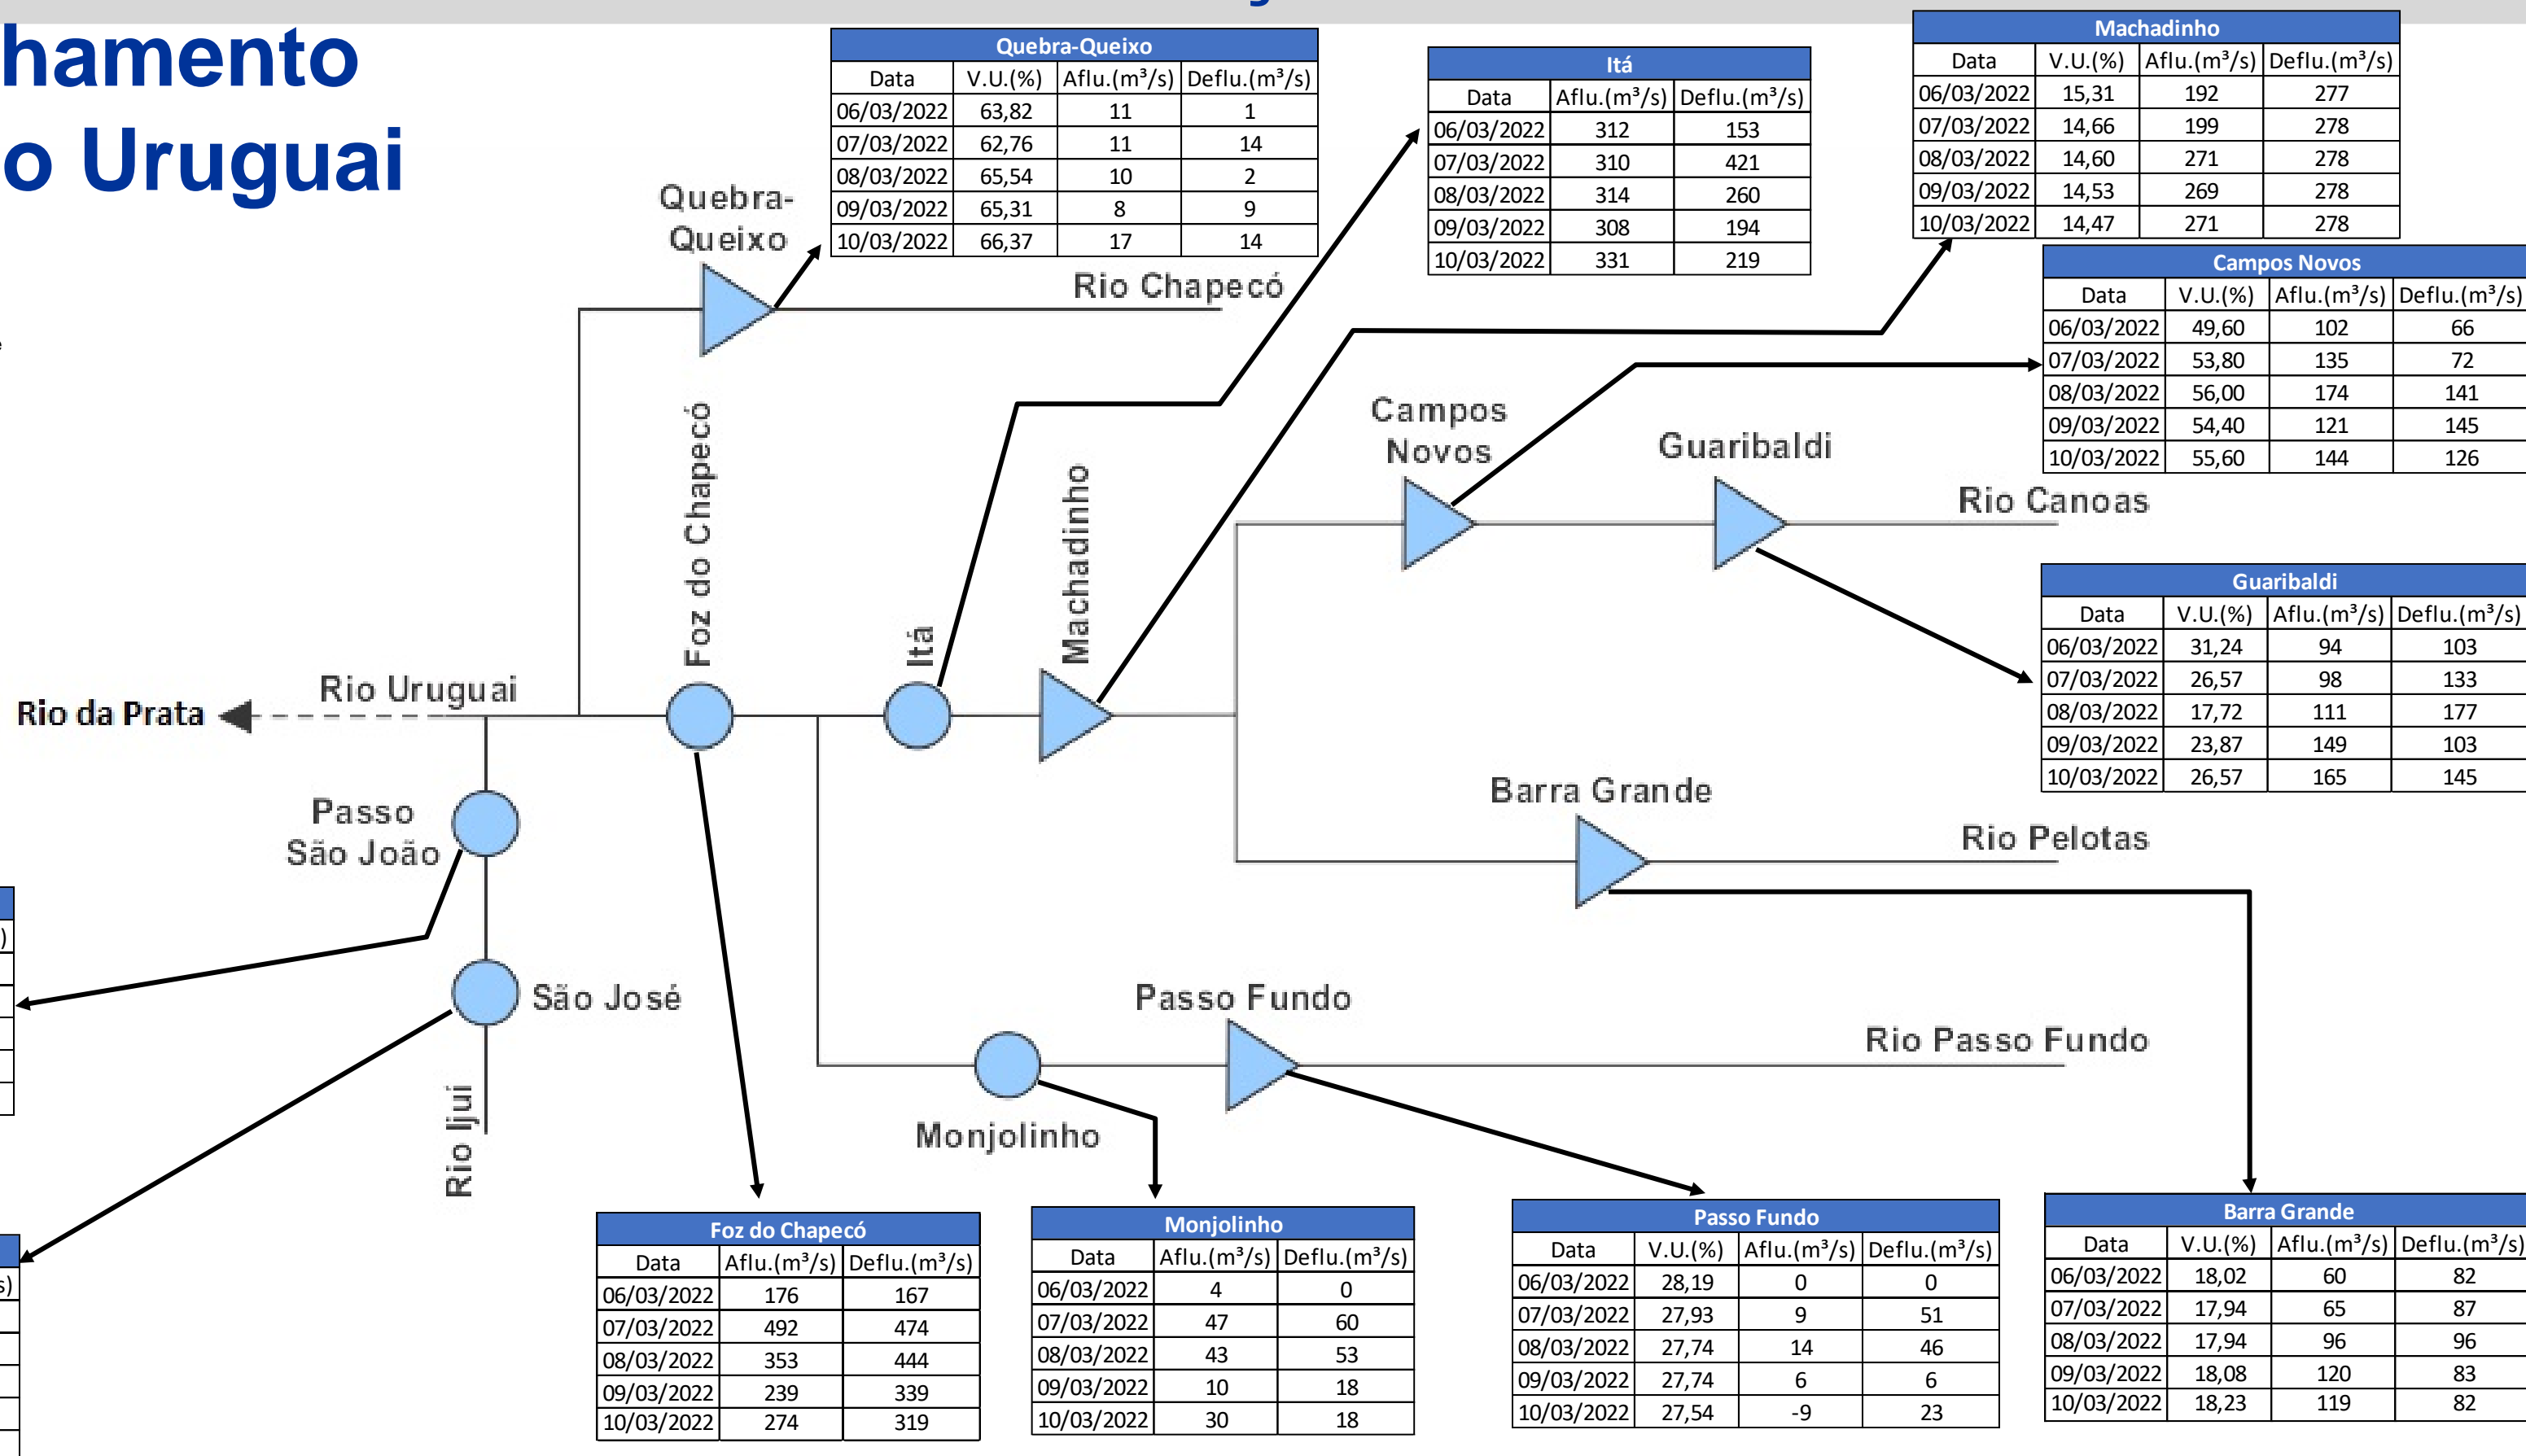 hamento
o Uruguai
Quebra-Queixo
Data V.U.(%) Aflu.(m³/s) Deflu.(m³/s)
06/03/2022 63,82 11 1
07/03/2022 62,76 11 14
08/03/2022 65,54 10 2
09/03/2022 65,31 8 9
10/03/2022 66,37 17 14
Itá
Data Aflu.(m³/s) Deflu.(m³/s)
06/03/2022 312 153
07/03/2022 310 421
08/03/2022 314 260
09/03/2022 308 194
10/03/2022 331 219
Machadinho
Data V.U.(%) Aflu.(m³/s) Deflu.(m³/s)
06/03/2022 15,31 192 277
07/03/2022 14,66 199 278
08/03/2022 14,60 271 278
09/03/2022 14,53 269 278
10/03/2022 14,47 271 278
Campos Novos
Data V.U.(%) Aflu.(m³/s) Deflu.(m³/s)
06/03/2022 49,60 102 66
07/03/2022 53,80 135 72
08/03/2022 56,00 174 141
09/03/2022 54,40 121 145
10/03/2022 55,60 144 126
Quebra-
Queixo
Rio Chapecó
Foz do Chapecó
Itá
Machadinho
Campos
Novos
Guaribaldi
Rio Canoas
Guaribaldi
Data V.U.(%) Aflu.(m³/s) Deflu.(m³/s)
06/03/2022 31,24 94 103
07/03/2022 26,57 98 133
08/03/2022 17,72 111 177
09/03/2022 23,87 149 103
10/03/2022 26,57 165 145
Rio da Prata
Rio Uruguai
Passo
São João
Barra Grande
Rio Pelotas
São José
Rio Ijuí
Passo Fundo
Rio Passo Fundo
Monjolinho
)
s)
Foz do Chapecó
Data Aflu.(m³/s) Deflu.(m³/s)
06/03/2022 176 167
07/03/2022 492 474
08/03/2022 353 444
09/03/2022 239 339
10/03/2022 274 319
Monjolinho
Data Aflu.(m³/s) Deflu.(m³/s)
06/03/2022 4 0
07/03/2022 47 60
08/03/2022 43 53
09/03/2022 10 18
10/03/2022 30 18
Passo Fundo
Data V.U.(%) Aflu.(m³/s) Deflu.(m³/s)
06/03/2022 28,19 0 0
07/03/2022 27,93 9 51
08/03/2022 27,74 14 46
09/03/2022 27,74 6 6
10/03/2022 27,54 -9 23
Barra Grande
Data V.U.(%) Aflu.(m³/s) Deflu.(m³/s)
06/03/2022 18,02 60 82
07/03/2022 17,94 65 87
08/03/2022 17,94 96 96
09/03/2022 18,08 120 83
10/03/2022 18,23 119 82